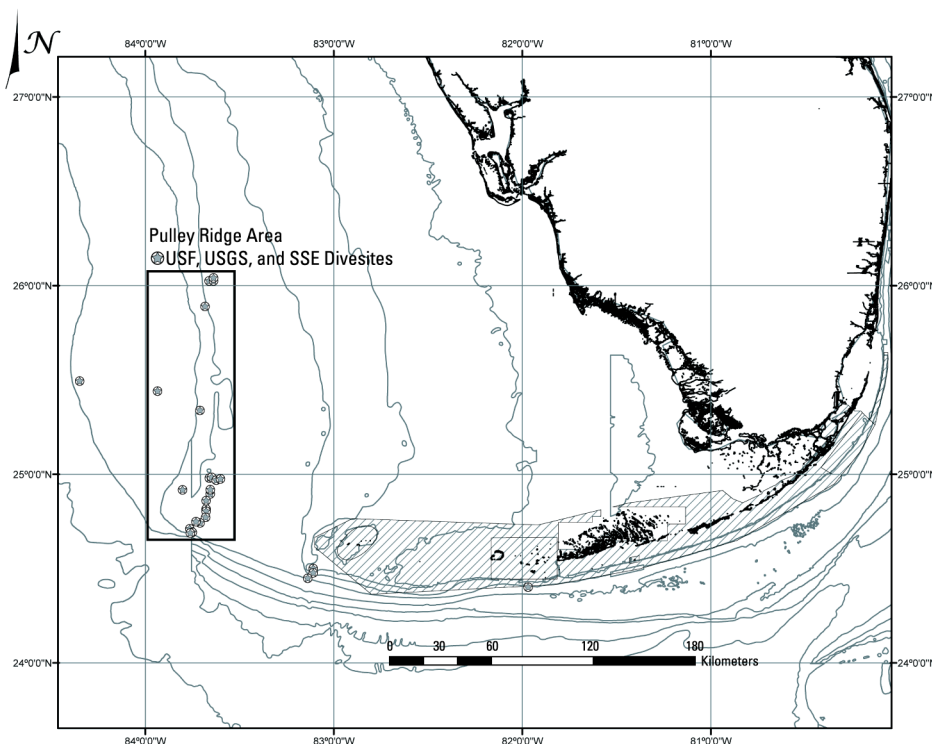 N
84°0'0"W 83°0'0"W 82°0'0"W 81°0'0"W
27°0'0"N 27°0'0"N
Pulley Ridge Area
USF, USGS, and SSE Divesites
26°0'0"N 26°0'0"N
25°0'0"N 25°0'0"N
0 30 60 120 180
Kilometers
24°0'0"N 24°0'0"N
84°0'0"W 83°0'0"W 82°0'0"W 81°0'0"W